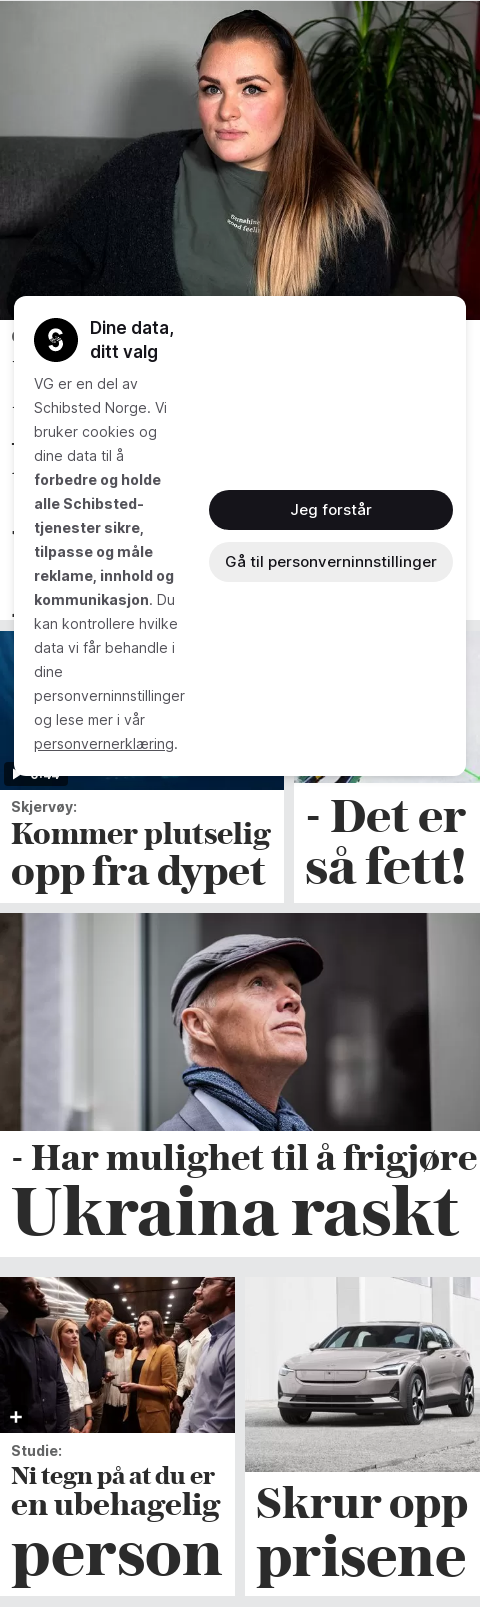 Dine data,
ditt valg
VG er en del av
Schibsted Norge. Vi
bruker cookies og
dine data til å
forbedre og holde
alle Schibsted-
tjenester sikre,
tilpasse og måle
reklame, innhold og
kommunikasjon. Du
kan kontrollere hvilke
data vi får behandle i
dine
personverninnstillinger
og lese mer i vår
personvernerklæring.
Jeg forstår
Gå til personverninnstillinger
Skjervøy:
Kommer plutselig
opp fra dypet
- Det er
så fett!
- Har mulighet til å frigjøre
Ukraina raskt
Studie:
Ni tegn på at du er
en ubehagelig
person
Skrur opp
prisene